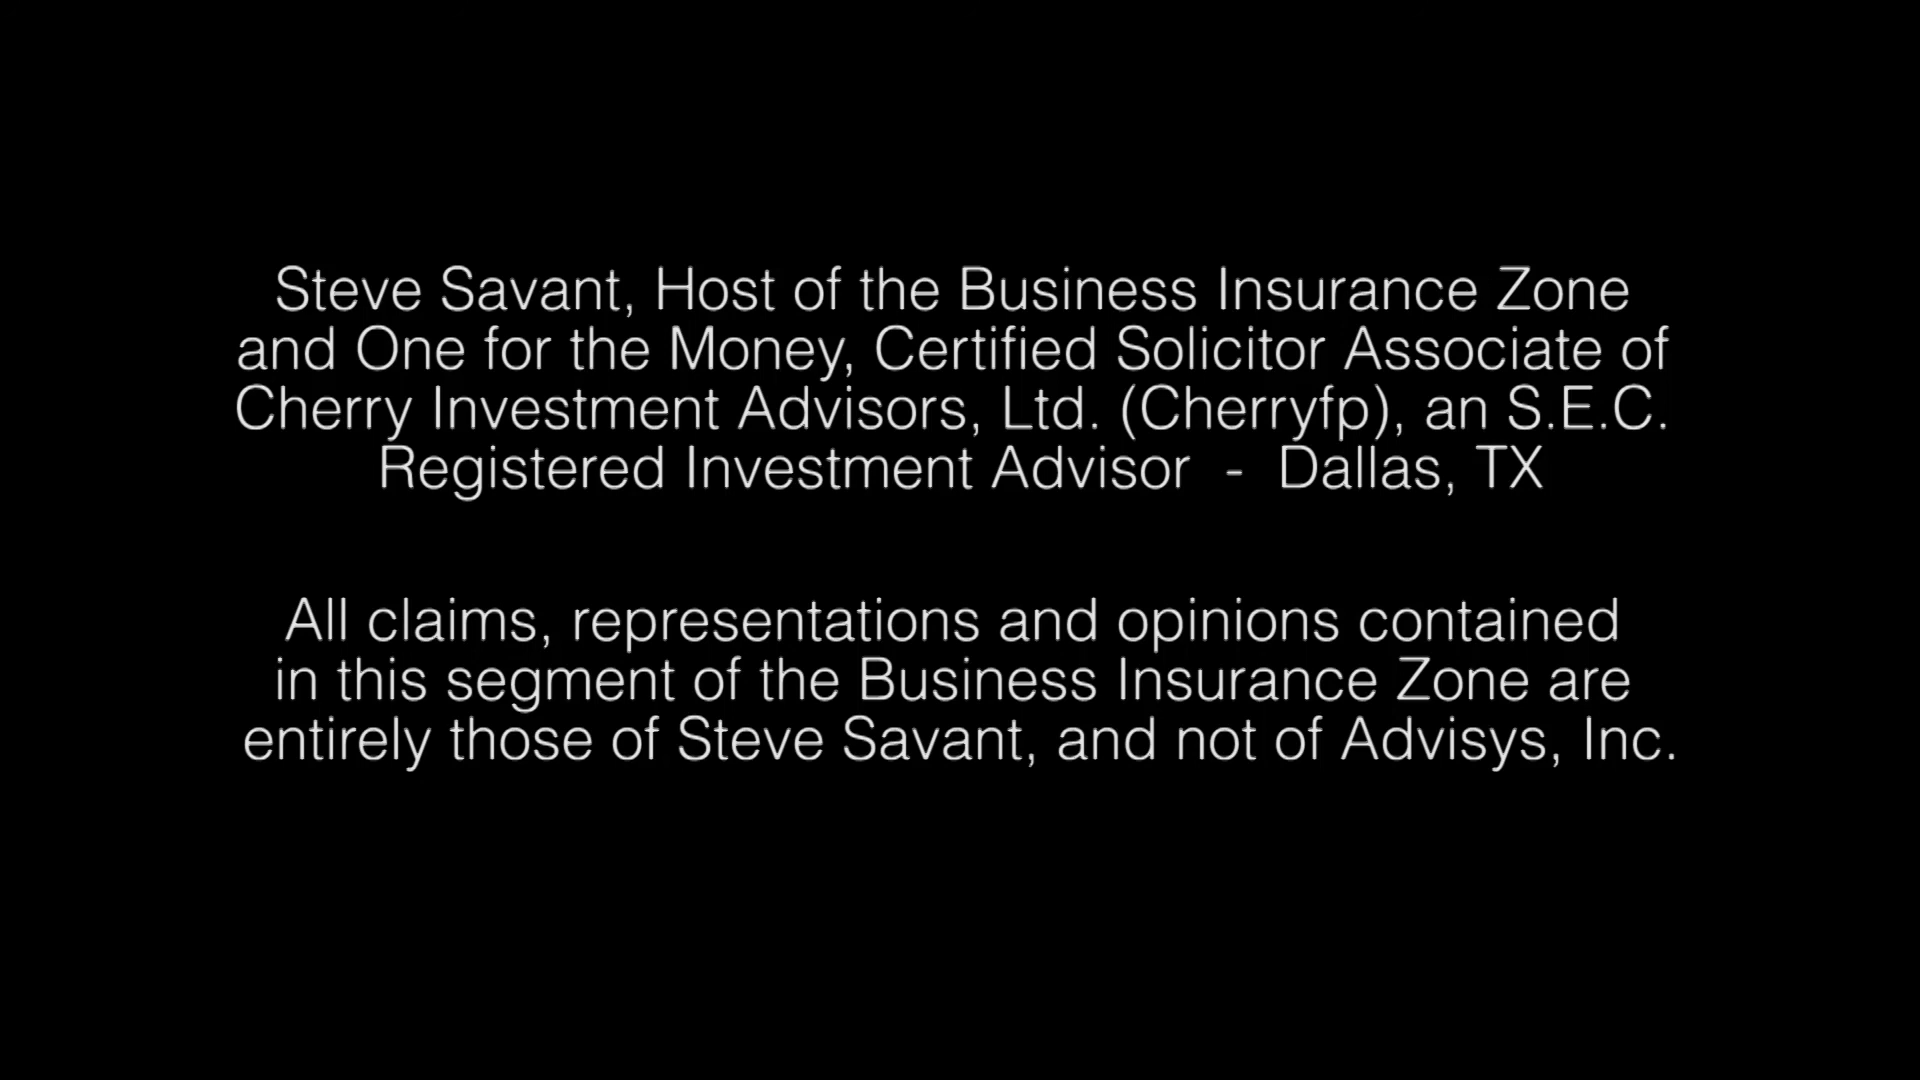 Steve Savant, Host of the Business Insurance Zone
and One for the Money, Certified Solicitor Associate of
Cherry Investment Advisors, Ltd. (Cherryfp), an S.E.C.
Registered Investment Advisor - Dallas, TX
All claims, representations and opinions contained
in this segment of the Business Insurance Zone are
entirely those of Steve Savant, and not of Advisys, Inc.